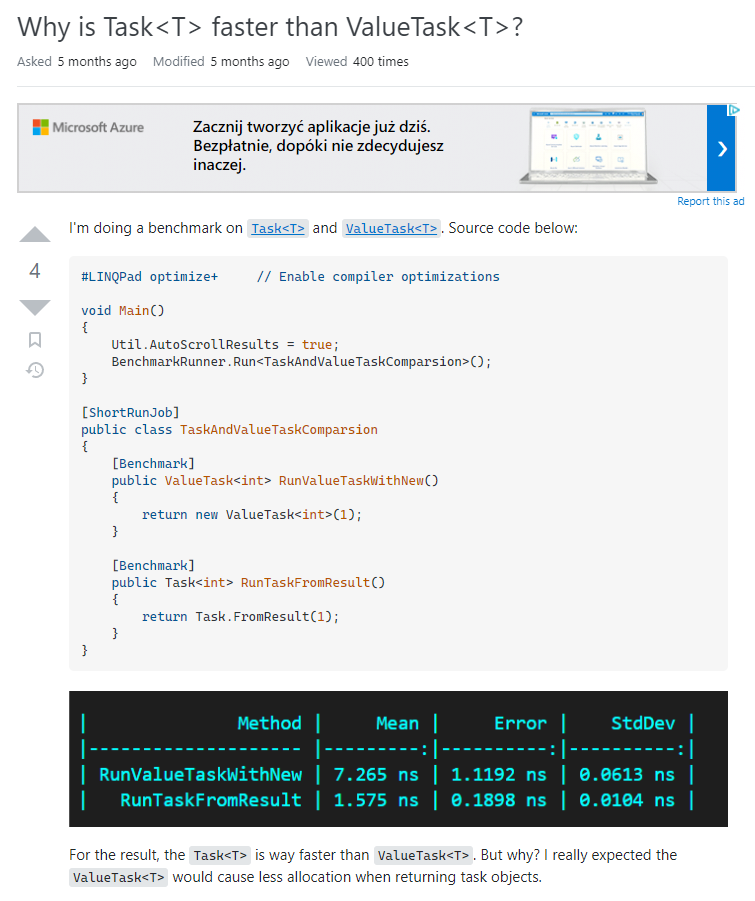 Why is Task<T> faster than ValueTask<T>?
Asked 5 months ago Modified 5 months ago Viewed 400 times
Microsoft Azure
Zacznij tworzyć aplikacje już dziś.
Bezpłatnie, dopóki nie zdecydujesz
inaczej.
Report this ad
I'm doing a benchmark on Task<T> and ValueTask<T>. Source code below:
4
#LINQPad optimize+     // Enable compiler optimizations
void Main()
{
    Util.AutoScrollResults = true;
    BenchmarkRunner.Run<TaskAndValueTaskComparsion>();
}
[ShortRunJob]
public class TaskAndValueTaskComparsion
{
    [Benchmark]
    public ValueTask<int> RunValueTaskWithNew()
    {
        return new ValueTask<int>(1);
    }
    [Benchmark]
    public Task<int> RunTaskFromResult()
    {
        return Task.FromResult(1);
    }
}
|               Method |     Mean |     Error |    StdDev |
|--------------------- |---------:|----------:|----------:|
|  RunValueTaskWithNew | 7.265 ns | 1.1192 ns | 0.0613 ns |
|    RunTaskFromResult | 1.575 ns | 0.1898 ns | 0.0104 ns |
For the result, the Task<T> is way faster than ValueTask<T>. But why? I really expected the
ValueTask<T> would cause less allocation when returning task objects.